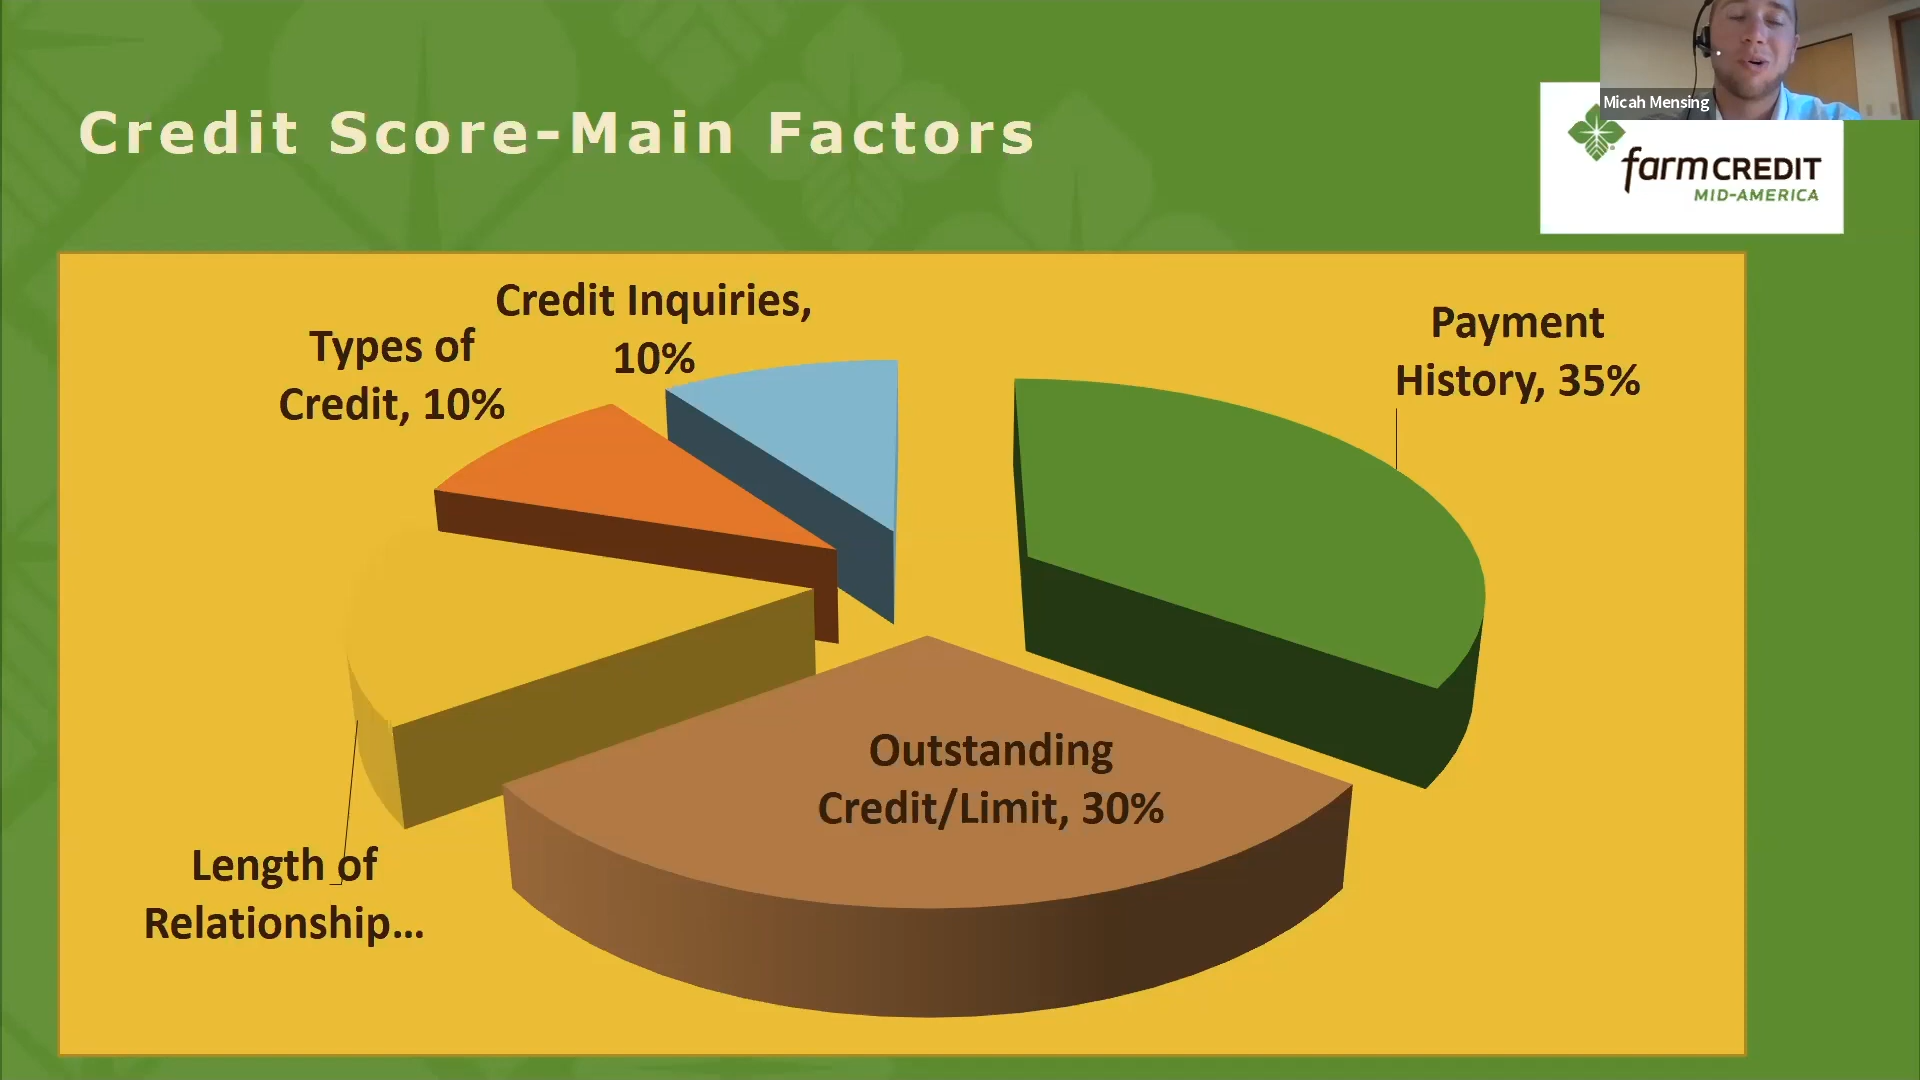 Credit Score-Main Factors
Micah Mensing
farm CREDIT
MID-AMERICA
Credit Inquiries,
10%
Types of
Credit, 10%
Payment
History, 35%
Outstanding
Credit/Limit, 30%
Length of
Relationship...